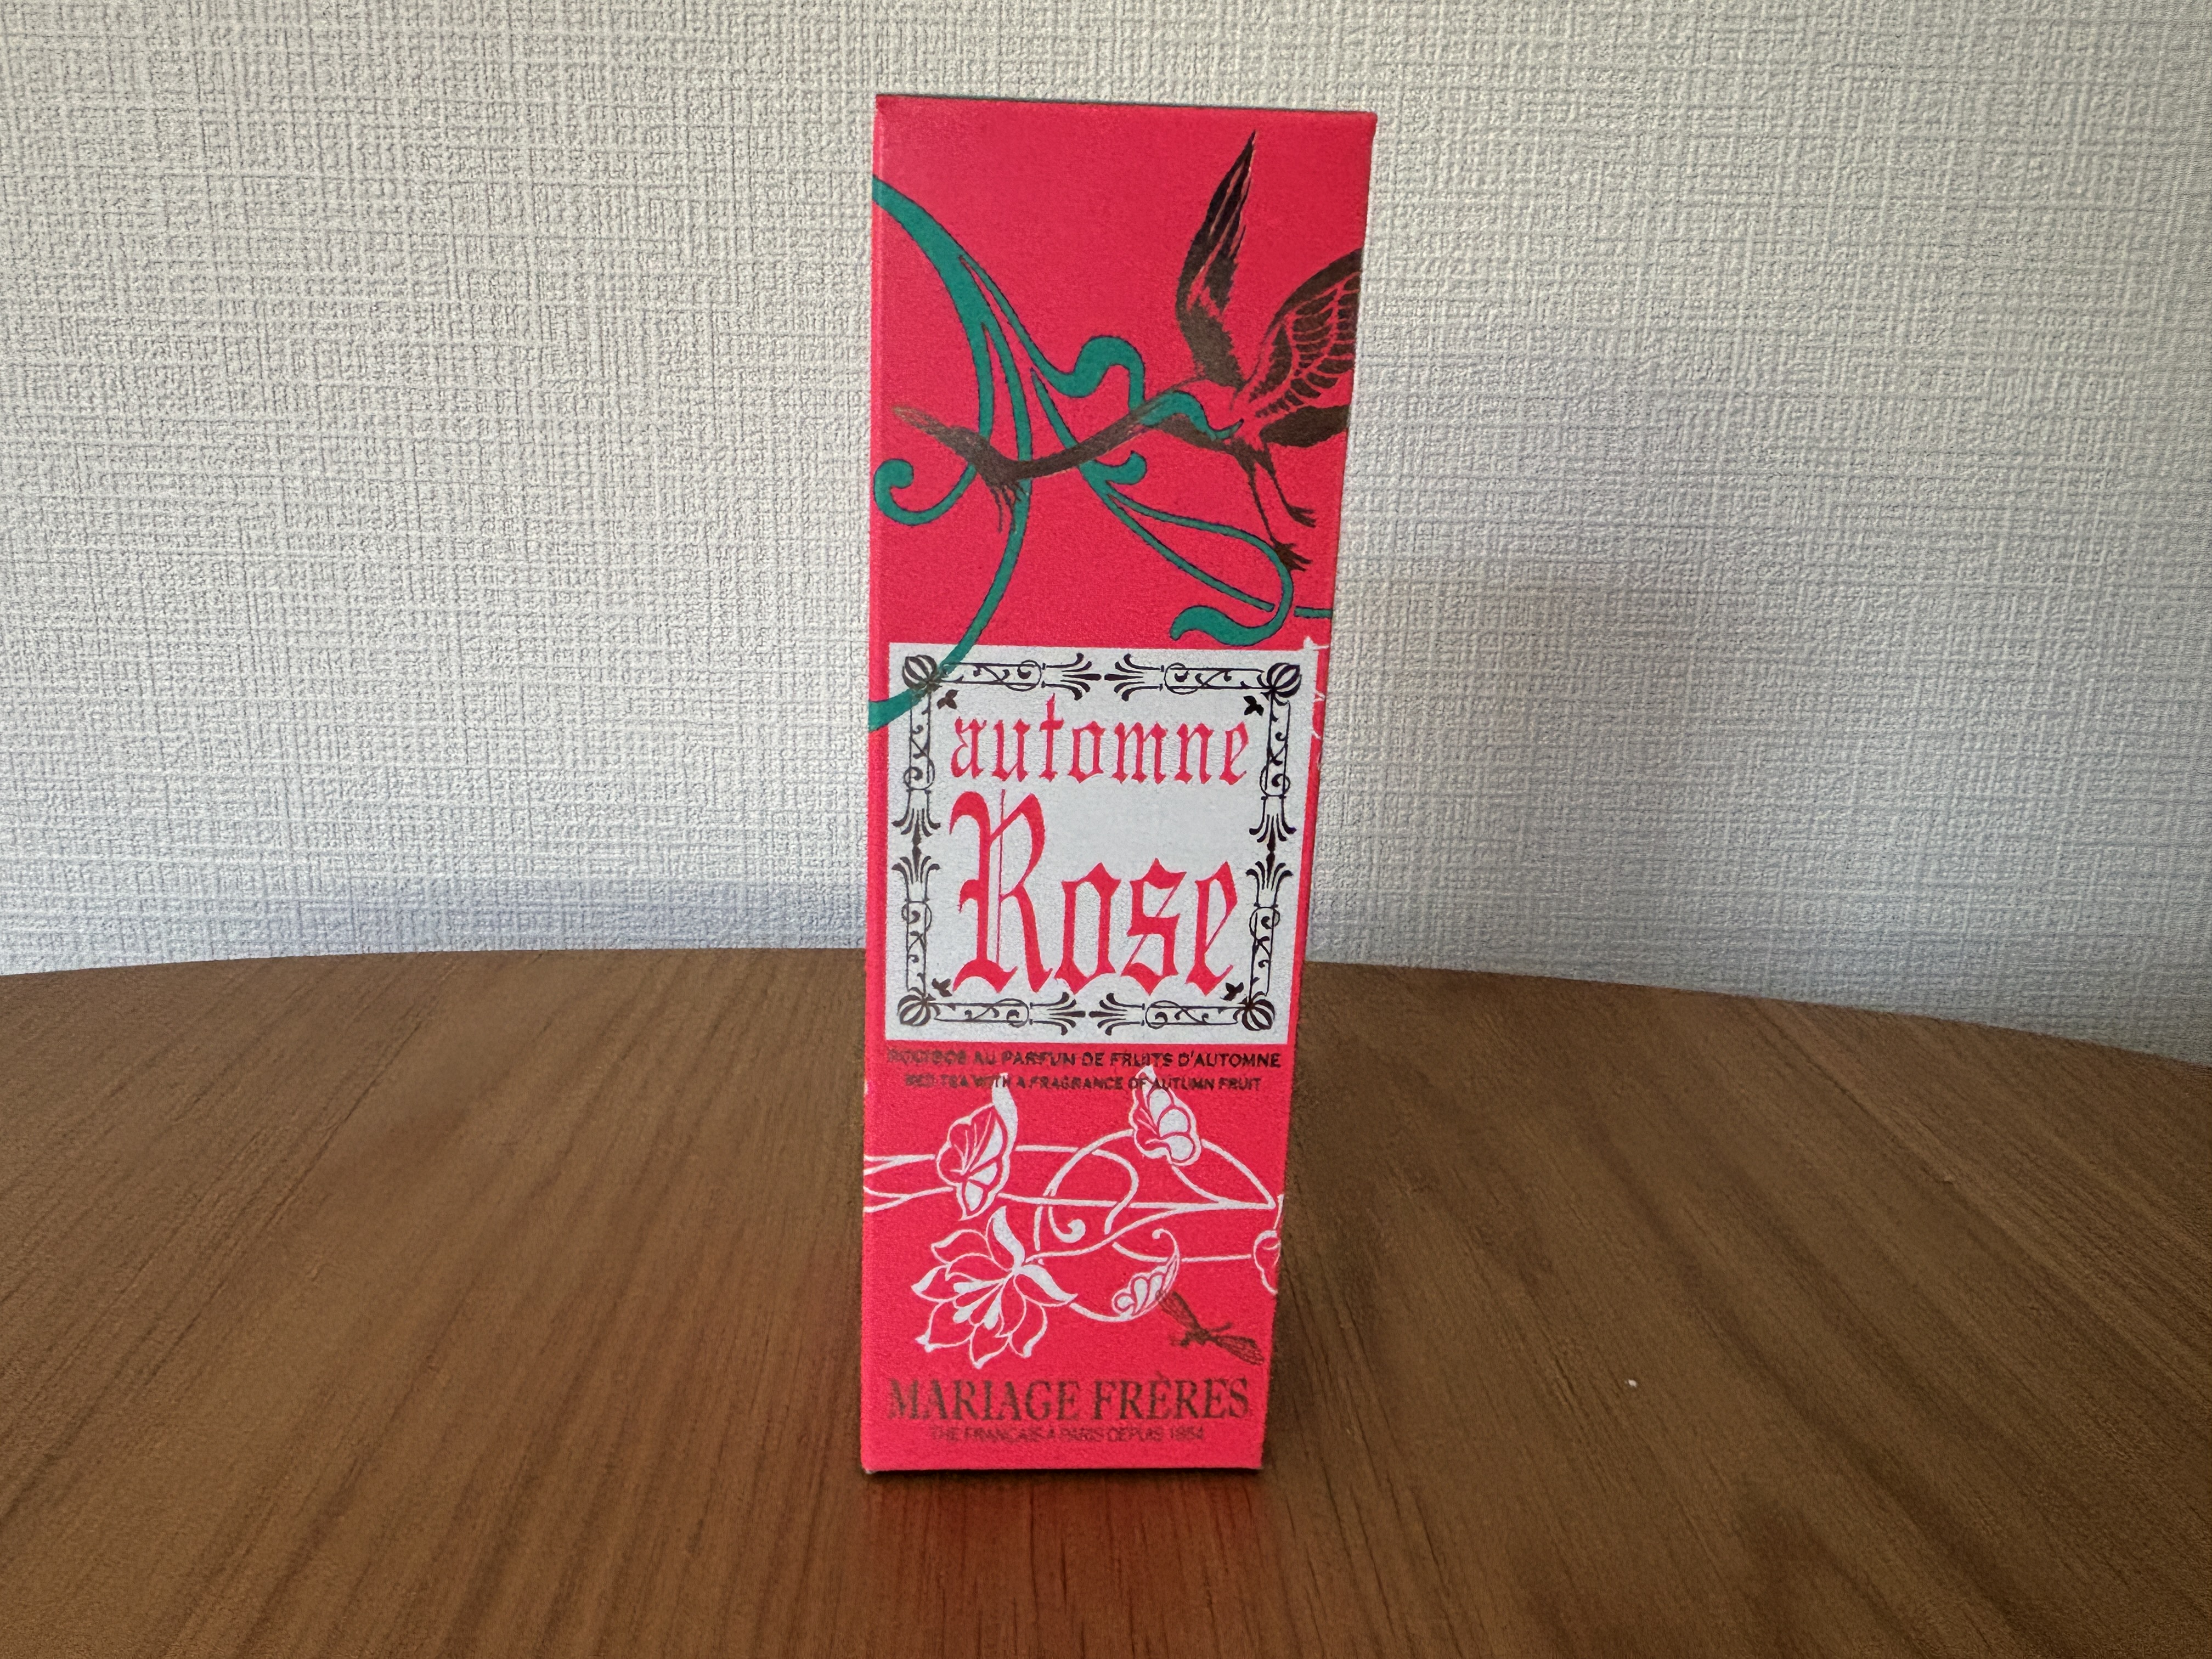 automne
Rose
ROOIBOS AU PARFUN DE FRUITS D'AUTOMNE
RED TEA WITH A FRAGRANCE OF AUTUMN FRUIT
MARIAGE FRÈRES
THÉ FRANÇAIS À PARIS DEPUIS 1854